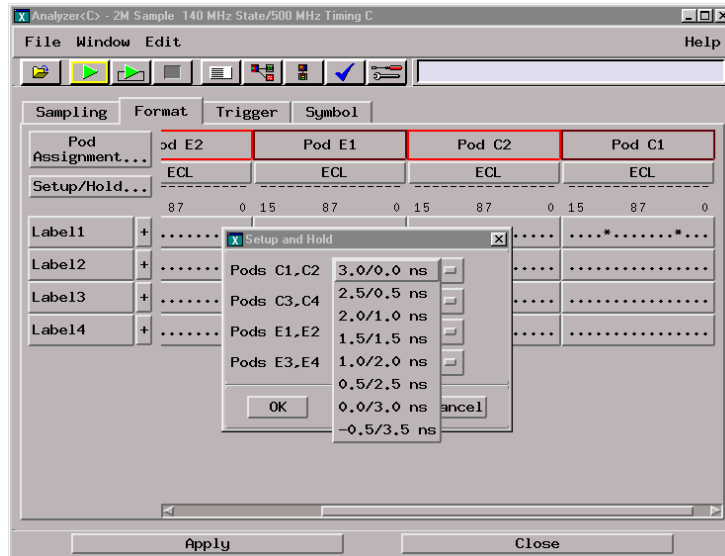 Analyzer<C> - 2M Sample 140 MHz State/500 MHz Timing C
File Window Edit Help
Sampling Format Trigger Symbol
Pod Assignment... od E2 Pod E1 Pod C2 Pod C1
ECL ECL ECL ECL
Setup/Hold...
87 0 15 87 0 15 87 0 15 87 0
Label1 + ....*.......*...
Label2 +
Label3 +
Label4 +
Setup and Hold
Pods C1,C2 3.0/0.0 ns
2.5/0.5 ns
Pods C3,C4
2.0/1.0 ns
Pods E1,E2 1.5/1.5 ns
Pods E3,E4 1.0/2.0 ns
0.5/2.5 ns
OK 0.0/3.0 ns ancel
-0.5/3.5 ns
Apply Close